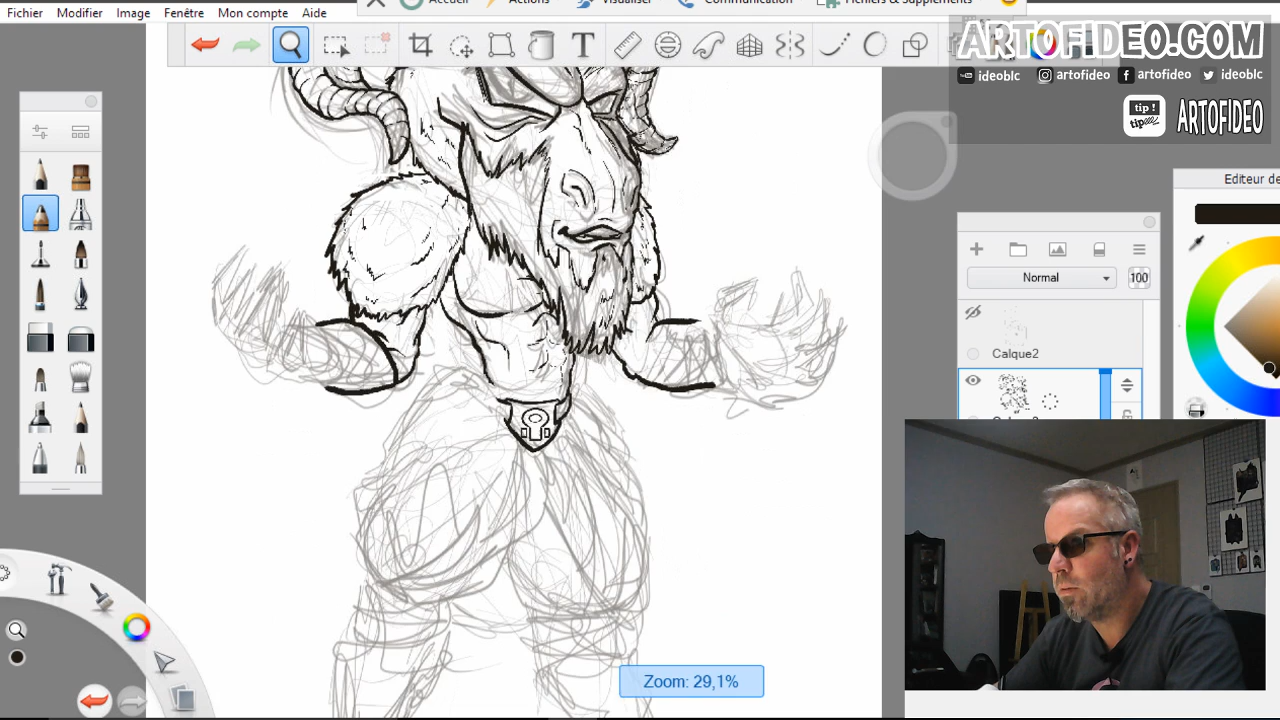 Accueil
Actions
Visualiser
Communication
Fichiers & Suppléments
Fichier Modifier Image Fenêtre Mon compte Aide
T
ARTOFIDEO.COM
ideoblc artofideo artofideo ideoblc
tip !
tip
ARTOFIDEO
Editeur de
Normal 100
Calque2
Zoom: 29,1%